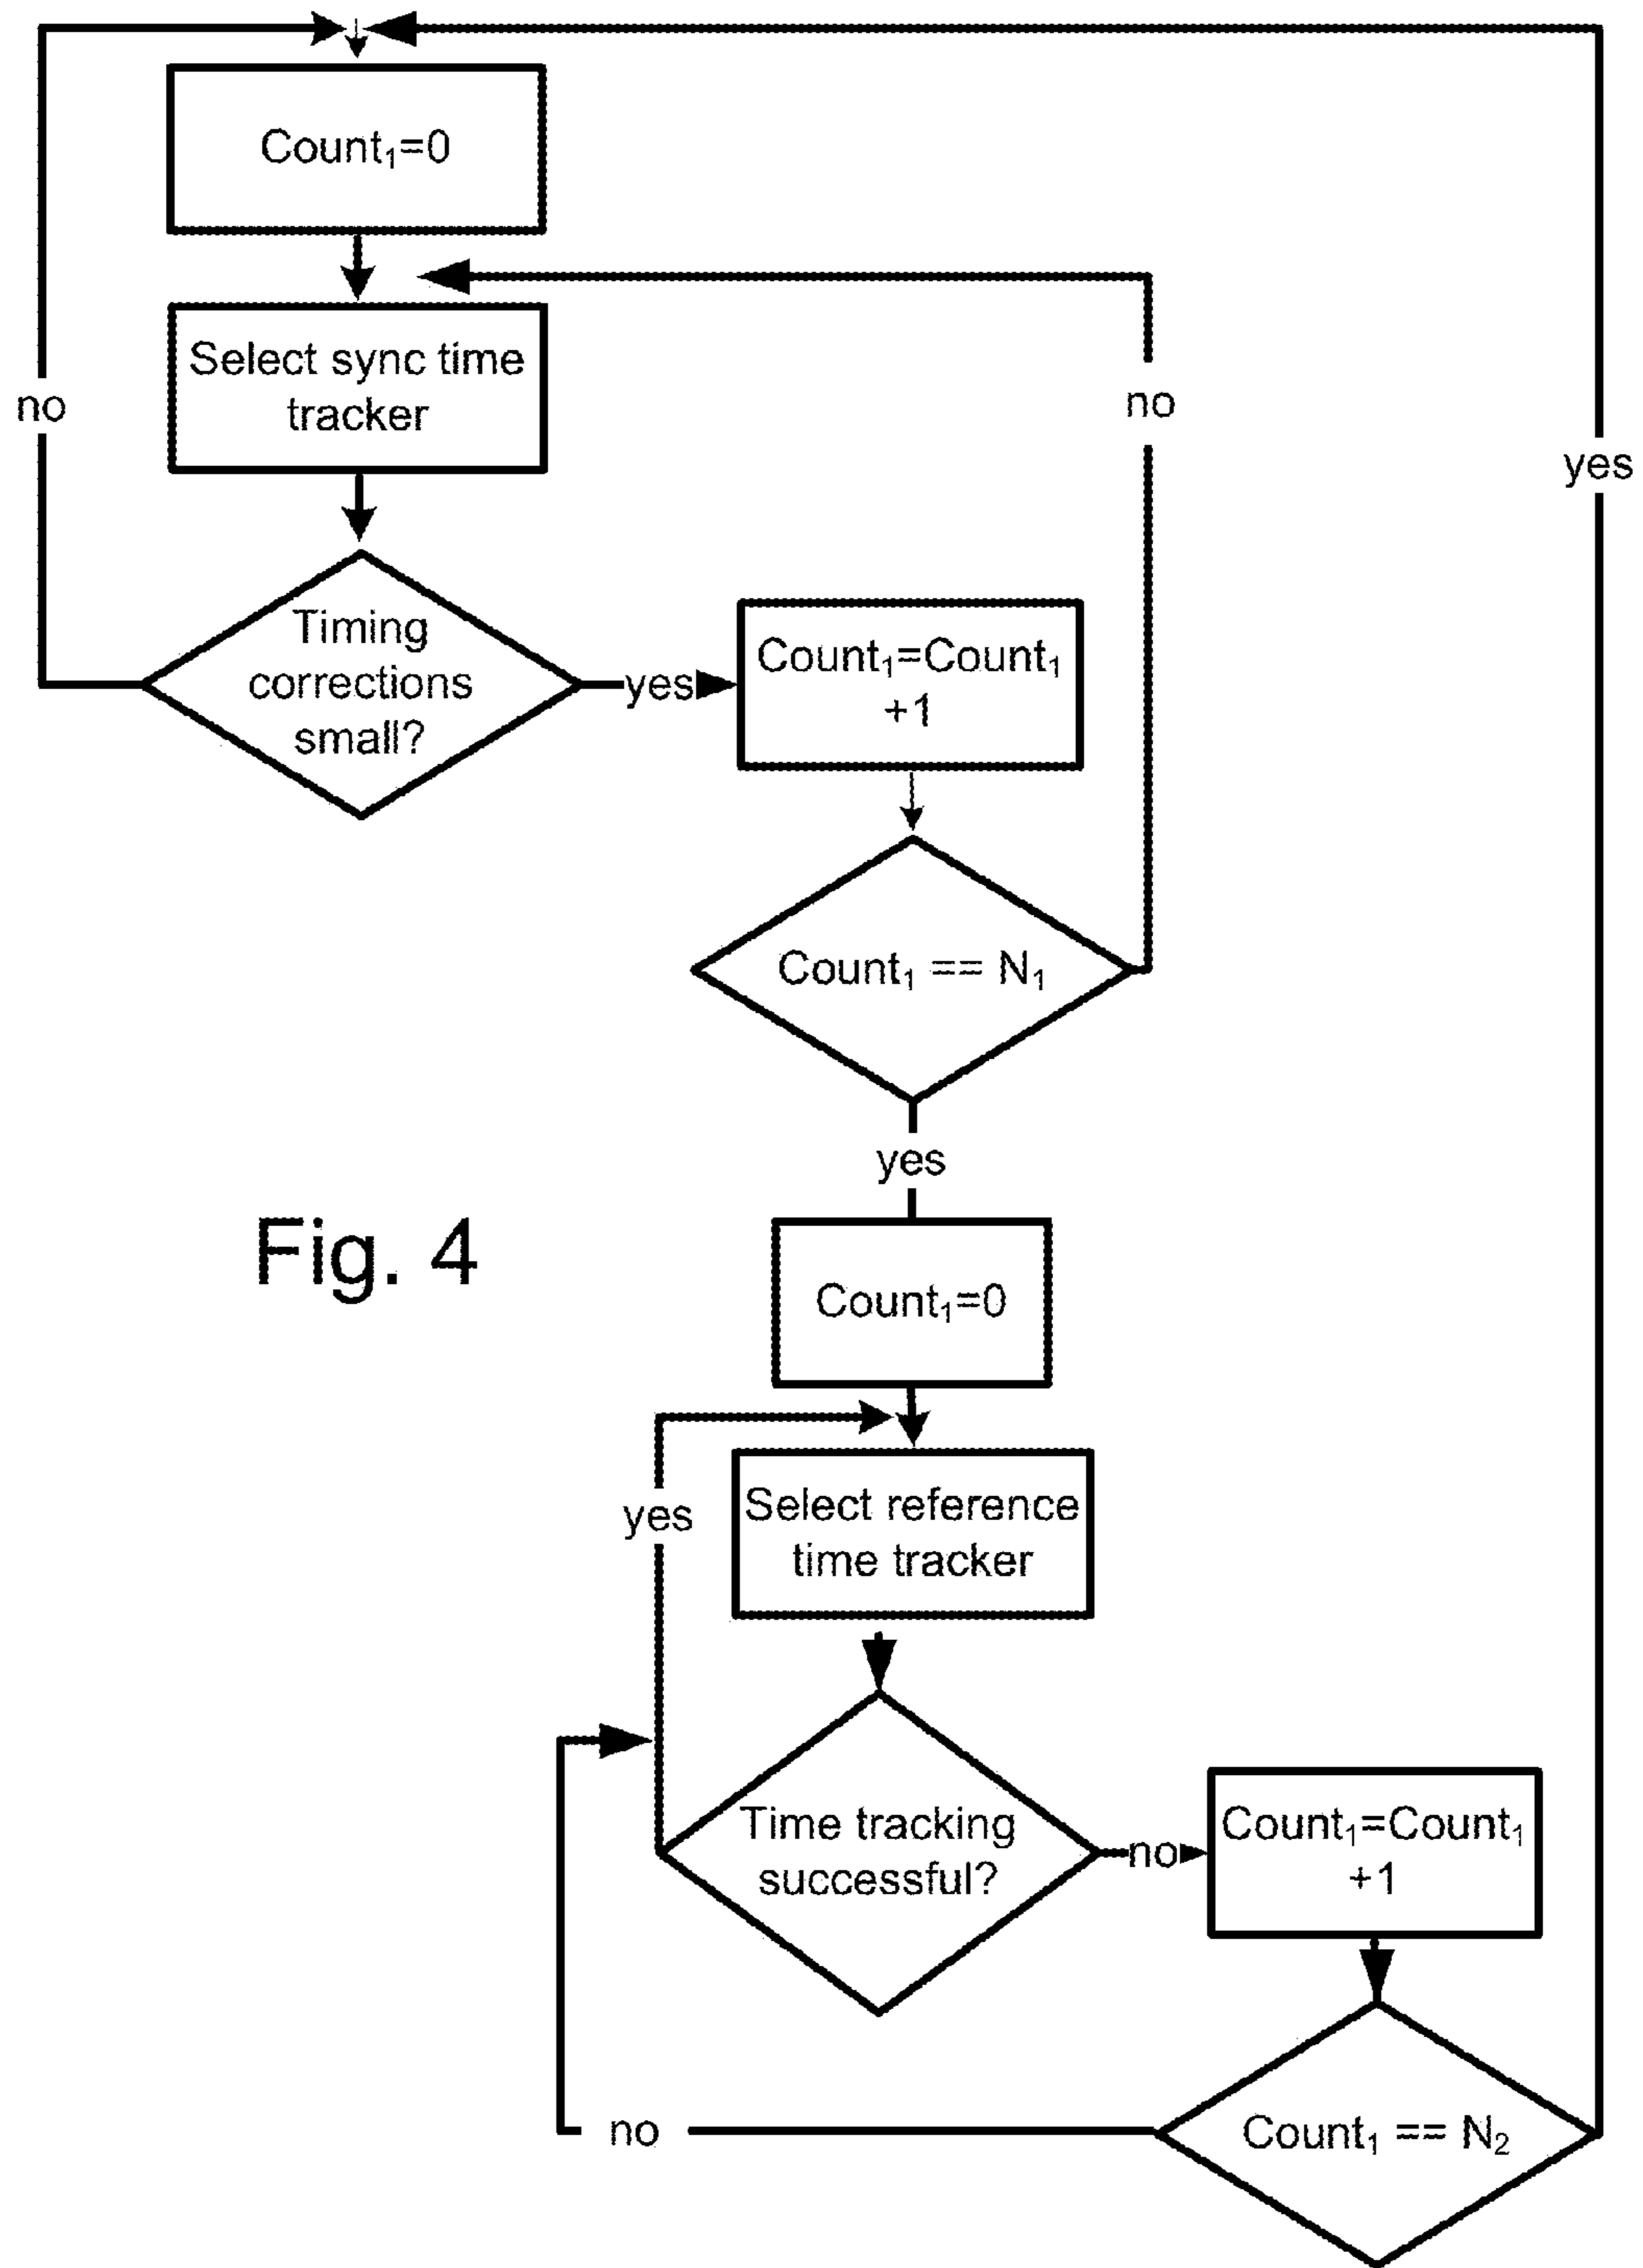 Count₁=0
Select sync time
tracker
no
no
yes
Timing
corrections
small?
yes
Count₁=Count₁
+1
Count₁ == N₁
yes
Fig. 4
Count₁=0
yes
Select reference
time tracker
Time tracking
successful?
no
Count₁=Count₁
+1
no
Count₁ == N₂